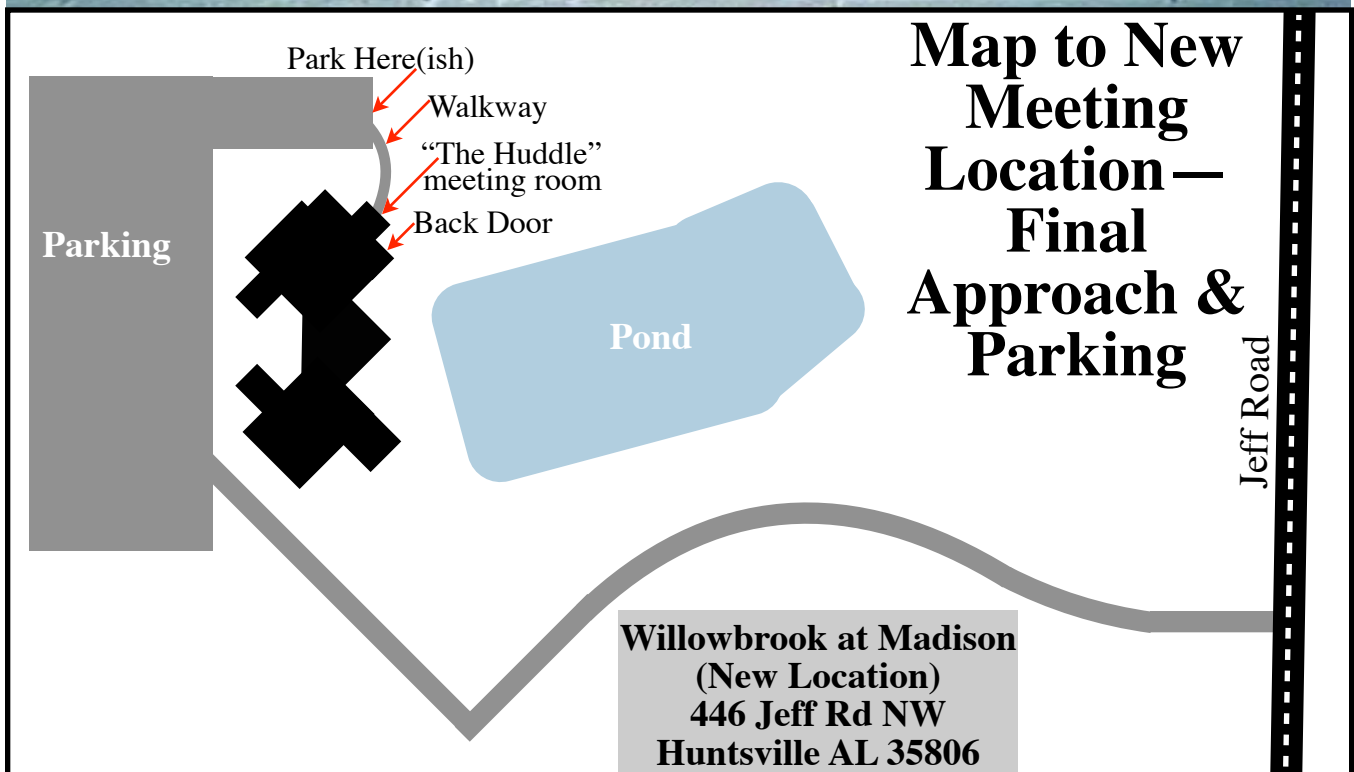 Map to New
Meeting
Location—
Final
Approach &
Parking
Park Here(ish)
Walkway
“The Huddle”
meeting room
Back Door
Parking
Pond
Jeff Road
Willowbrook at Madison
(New Location)
446 Jeff Rd NW
Huntsville AL 35806